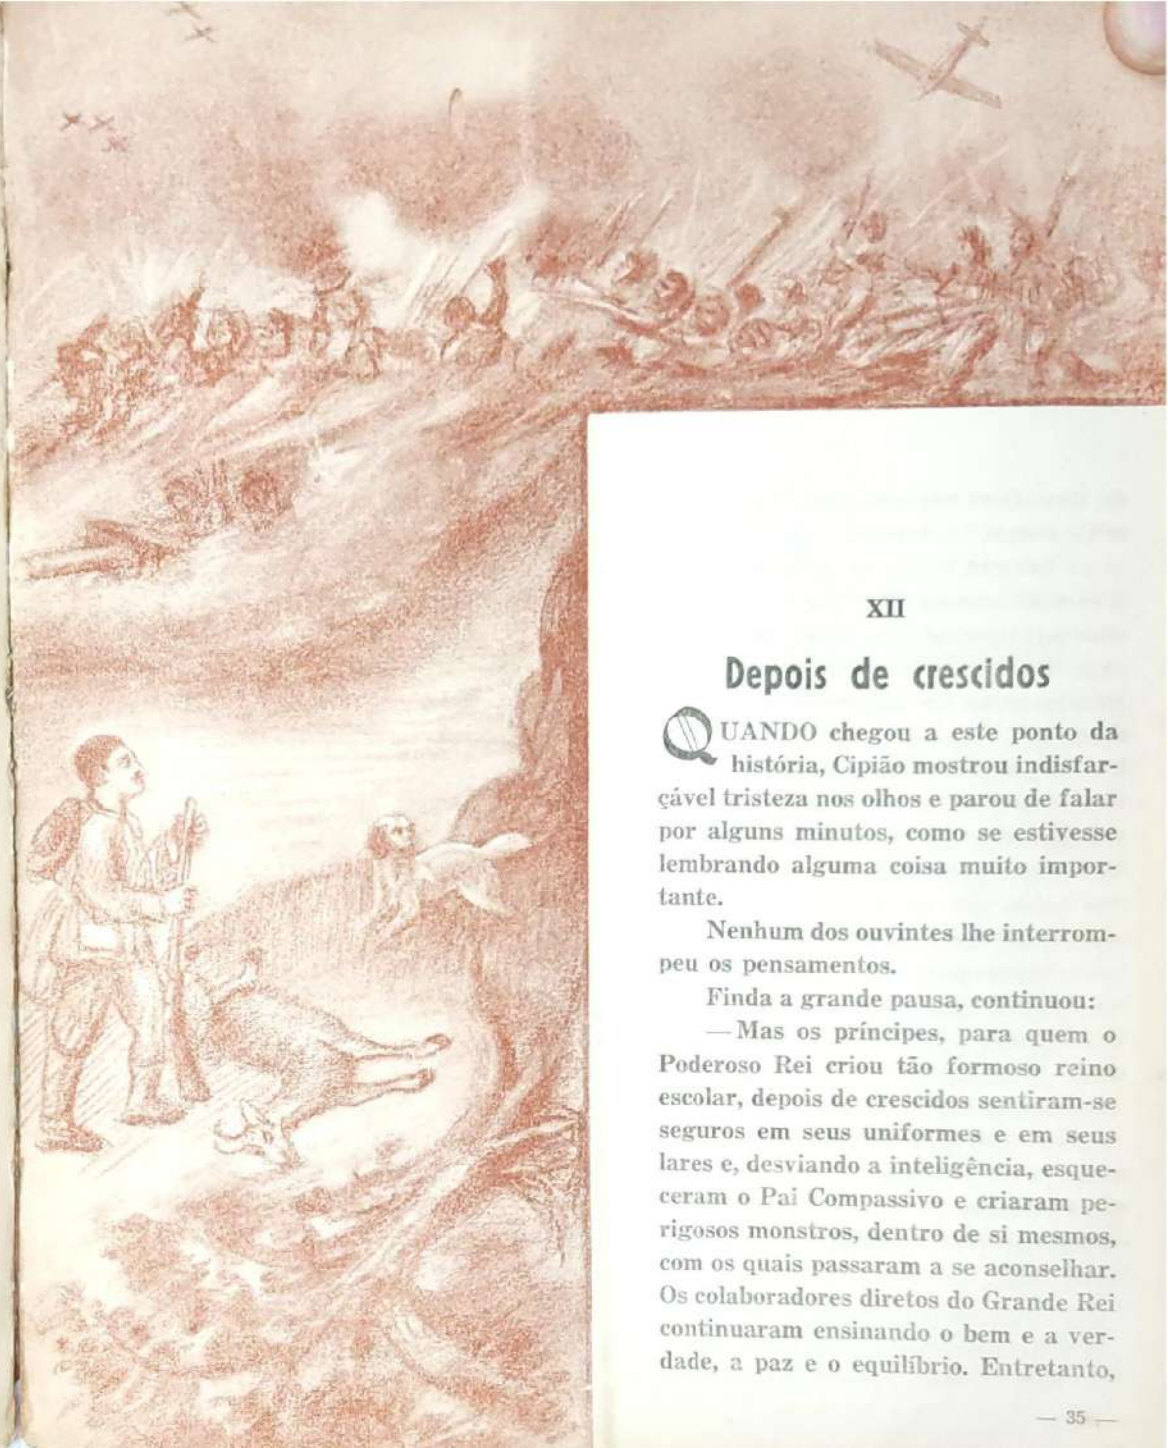 XII
Depois de crescidos
QUANDO chegou a este ponto da
história, Cipião mostrou indisfar-
çável tristeza nos olhos e parou de falar
por alguns minutos, como se estivesse
lembrando alguma coisa muito impor-
tante.
Nenhum dos ouvintes lhe interrom-
peu os pensamentos.
Finda a grande pausa, continuou:
— Mas os príncipes, para quem o
Poderoso Rei criou tão formoso reino
escolar, depois de crescidos sentiram-se
seguros em seus uniformes e em seus
lares e, desviando a inteligência, esque-
ceram o Pai Compassivo e criaram pe-
rigosos monstros, dentro de si mesmos,
com os quais passaram a se aconselhar.
Os colaboradores diretos do Grande Rei
continuaram ensinando o bem e a ver-
dade, a paz e o equilíbrio. Entretanto,
— 35 —